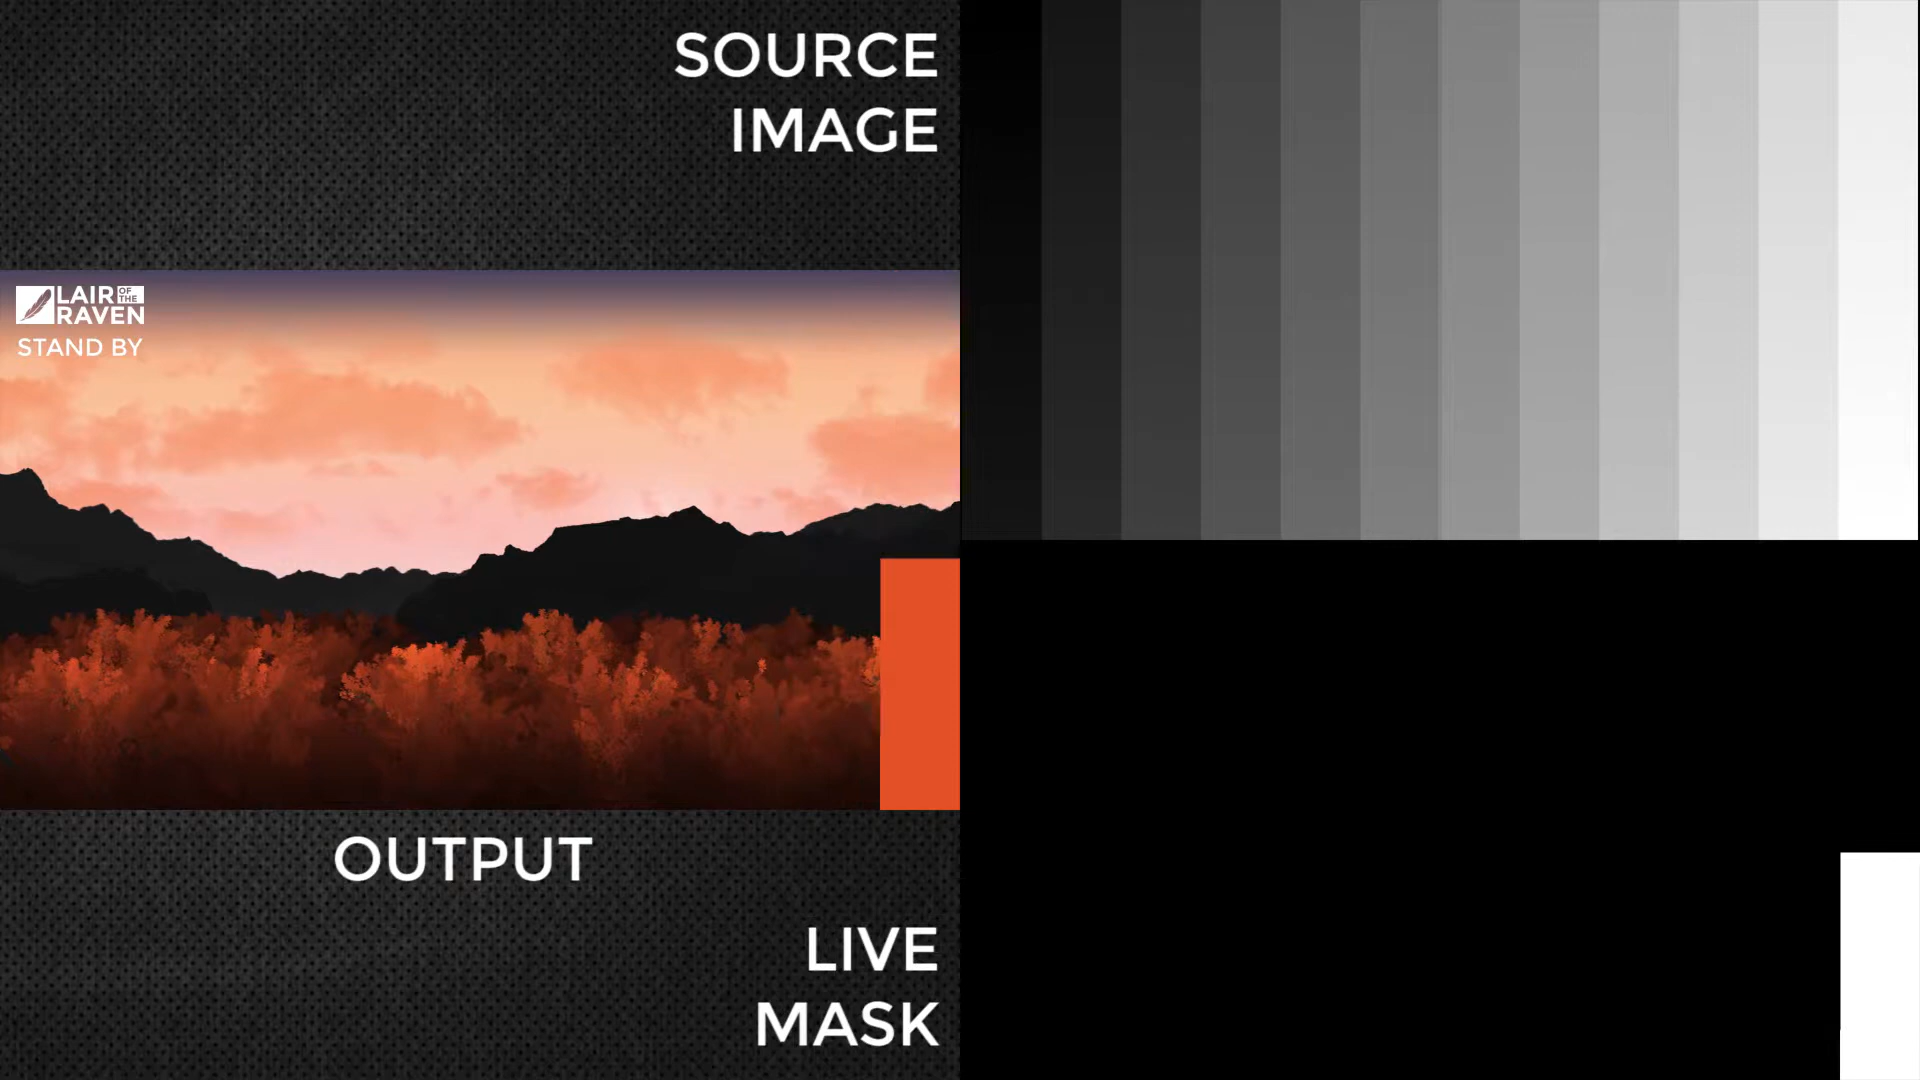 SOURCE
IMAGE
LAIR OF THE
RAVEN
STAND BY
OUTPUT
LIVE
MASK